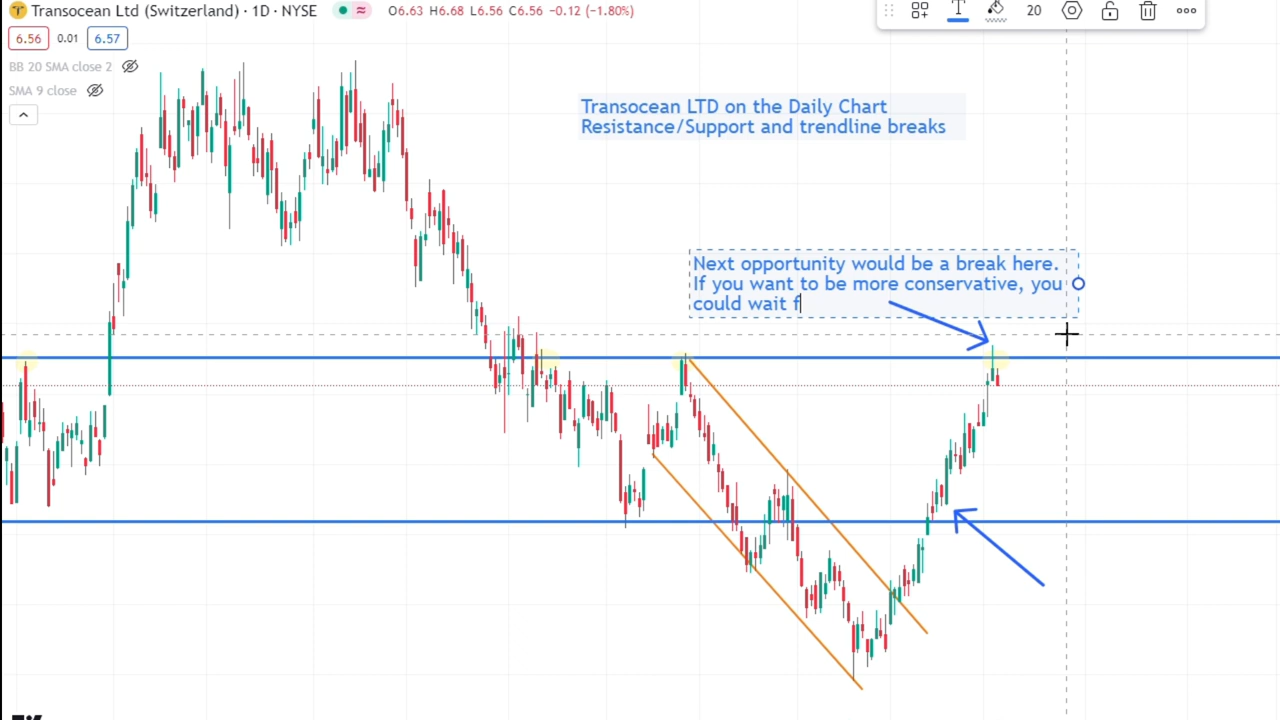 Transocean Ltd (Switzerland) · 1D · NYSE
O6.63 H6.68 L6.56 C6.56 −0.12 (−1.80%)
20
6.56 0.01 6.57
BB 20 SMA close 2
SMA 9 close
Transocean LTD on the Daily Chart
Resistance/Support and trendline breaks
Next opportunity would be a break here.
If you want to be more conservative, you
could wait f